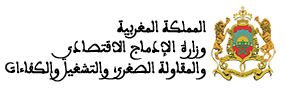 المملكة المغربية
وزارة الإدماج الاقتصادي
والمقاولة الصغرى والتشغيل والكفاءات